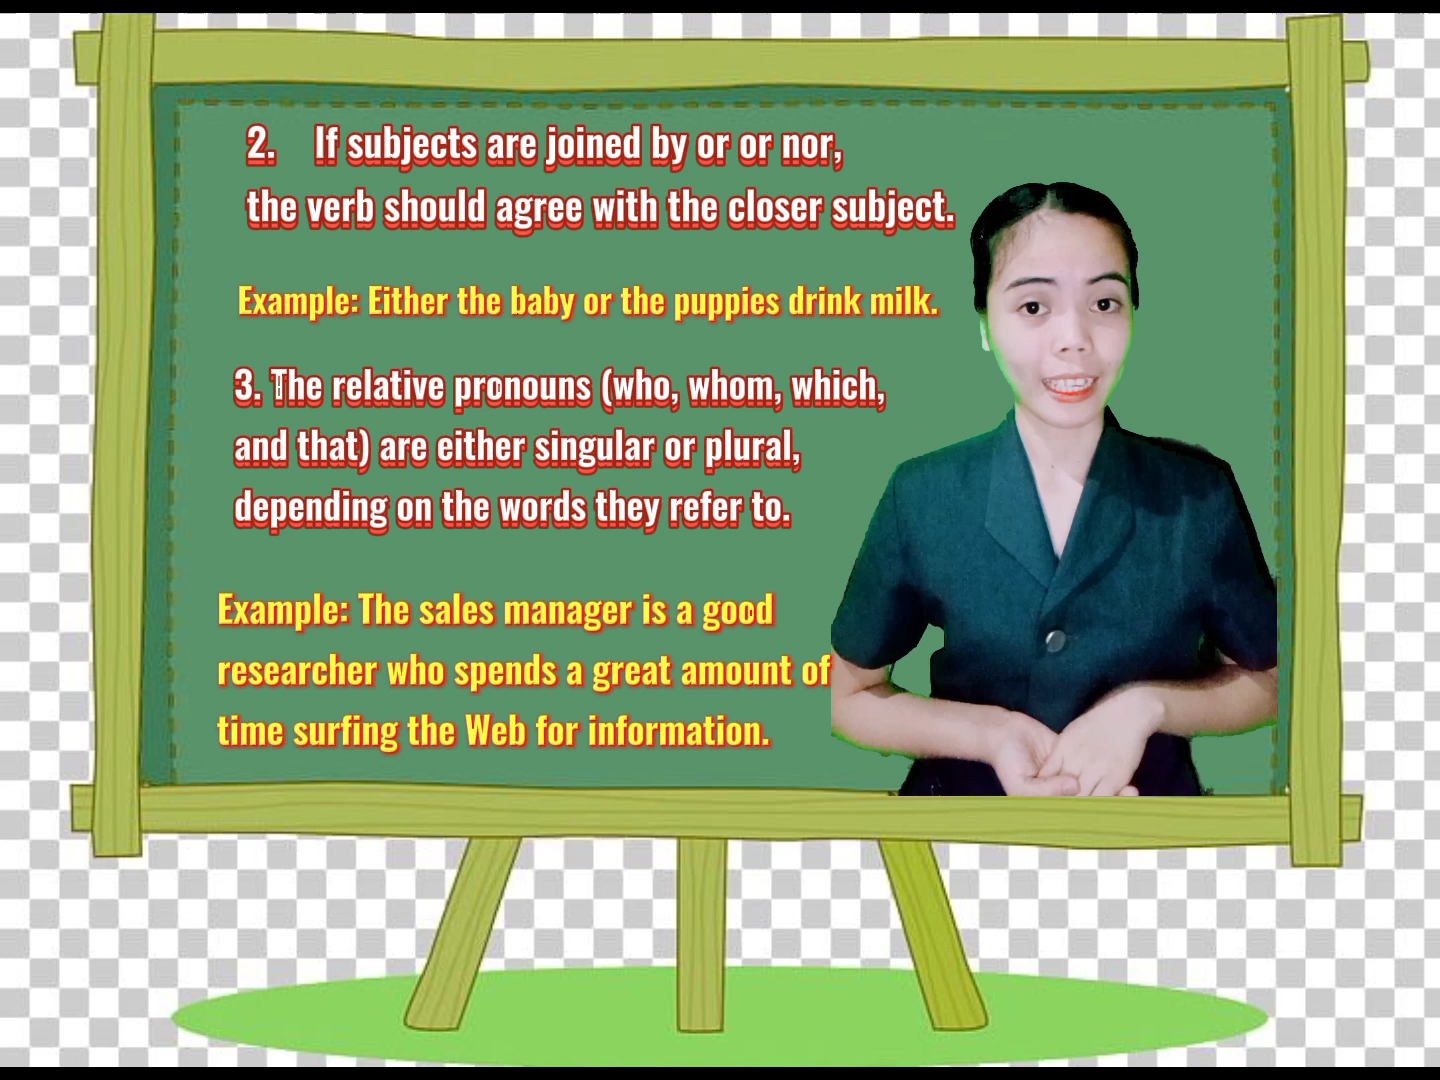 2. If subjects are joined by or or nor,
the verb should agree with the closer subject.
Example: Either the baby or the puppies drink milk.
3. The relative pronouns (who, whom, which,
and that) are either singular or plural,
depending on the words they refer to.
Example: The sales manager is a good
researcher who spends a great amount of
time surfing the Web for information.